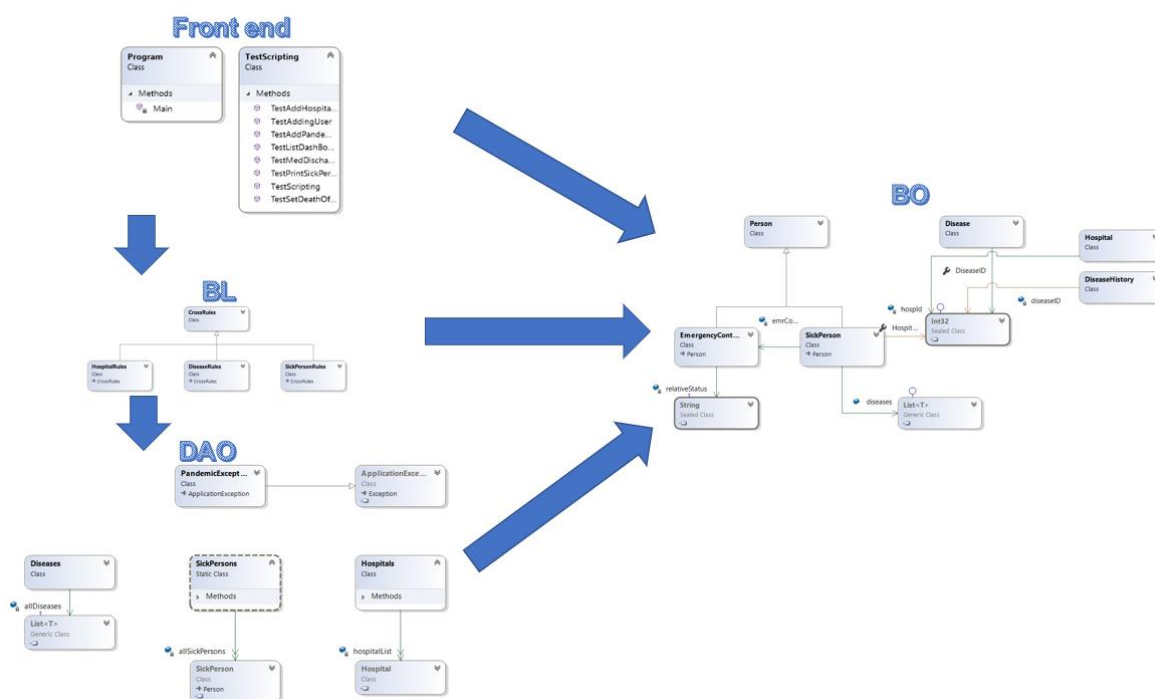 Front end
Program
Class
Methods
Main
TestScripting
Class
Methods
TestAddHospita...
TestAddingUser
TestAddPande...
TestListDashBo...
TestMedDischa...
TestPrintSickPer...
TestScripting
TestSetDeathOf...
BL
CrossRules
Class
HospitalRules
Class
CrossRules
DiseaseRules
Class
CrossRules
SickPersonRules
Class
CrossRules
DAO
PandemicExcept...
Class
ApplicationException
ApplicationExce...
Class
Exception
Diseases
Class
allDiseases
List<T>
Generic Class
SickPersons
Static Class
Methods
allSickPersons
SickPerson
Class
Person
Hospitals
Class
Methods
hospitalList
Hospital
Class
BO
Person
Class
Disease
Class
Hospital
Class
DiseaseID
DiseaseHistory
Class
diseaseID
hospId
emrCo...
Hospit...
Int32
Sealed Class
EmergencyCont...
Class
Person
SickPerson
Class
Person
relativeStatus
String
Sealed Class
diseases
List<T>
Generic Class